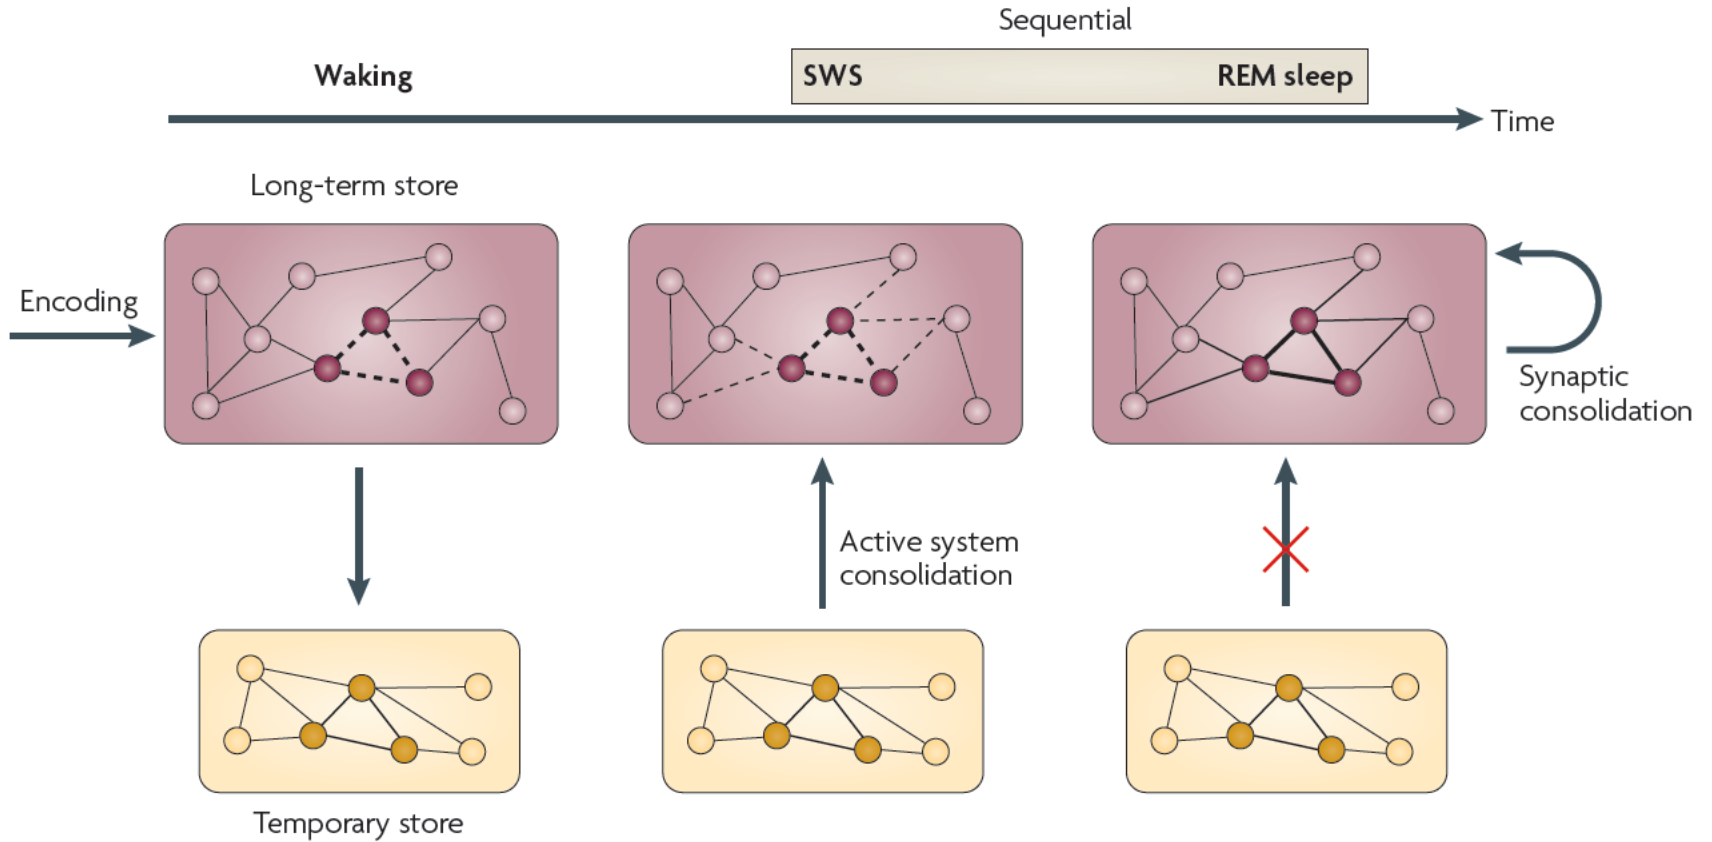 Sequential
Waking
SWS
REM sleep
Time
Long-term store
Encoding
Synaptic
consolidation
Active system
consolidation
Temporary store